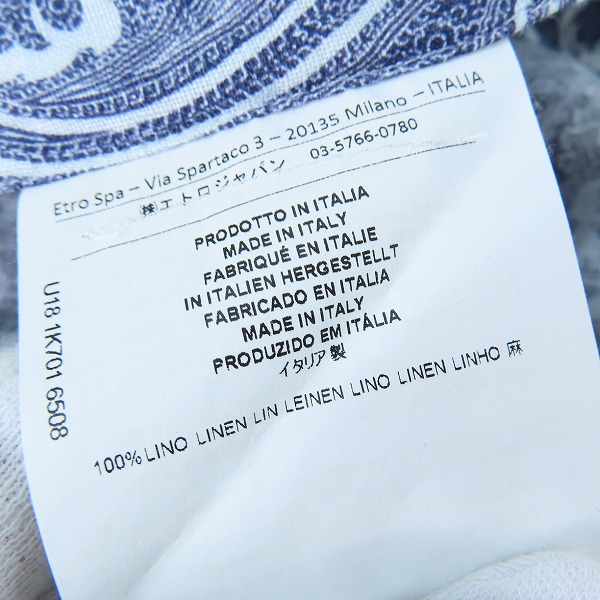 Etro Spa – Via Spartaco 3 – 20135 Milano – ITALIA
㈱エトロジャパン 03-5766-0780
PRODOTTO IN ITALIA
MADE IN ITALY
FABRIQUÉ EN ITALIE
IN ITALIEN HERGESTELLT
FABRICADO EN ITALIA
MADE IN ITALY
PRODUZIDO EM ITÁLIA
イタリア製
100% LINO LINEN LIN LEINEN LINO LINEN LINHO 麻
U18 1K701 6508